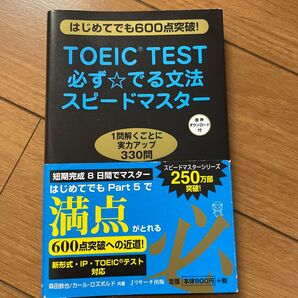 はじめてでも600点突破!
TOEIC® TEST
必ず☆でる文法
スピードマスター
音声
ダウンロード
付
1問解くごとに
実力アップ
330問
短期完成8日間でマスター
はじめてでもPart 5で
満点
がとれる
600点突破への近道!
新形式・IP・TOEIC®テスト
対応
スピードマスターシリーズ
250万部
突破!
必
森田鉄也/カール・ロズボルド 共著 Jリサーチ出版
定価 本体800円 +税